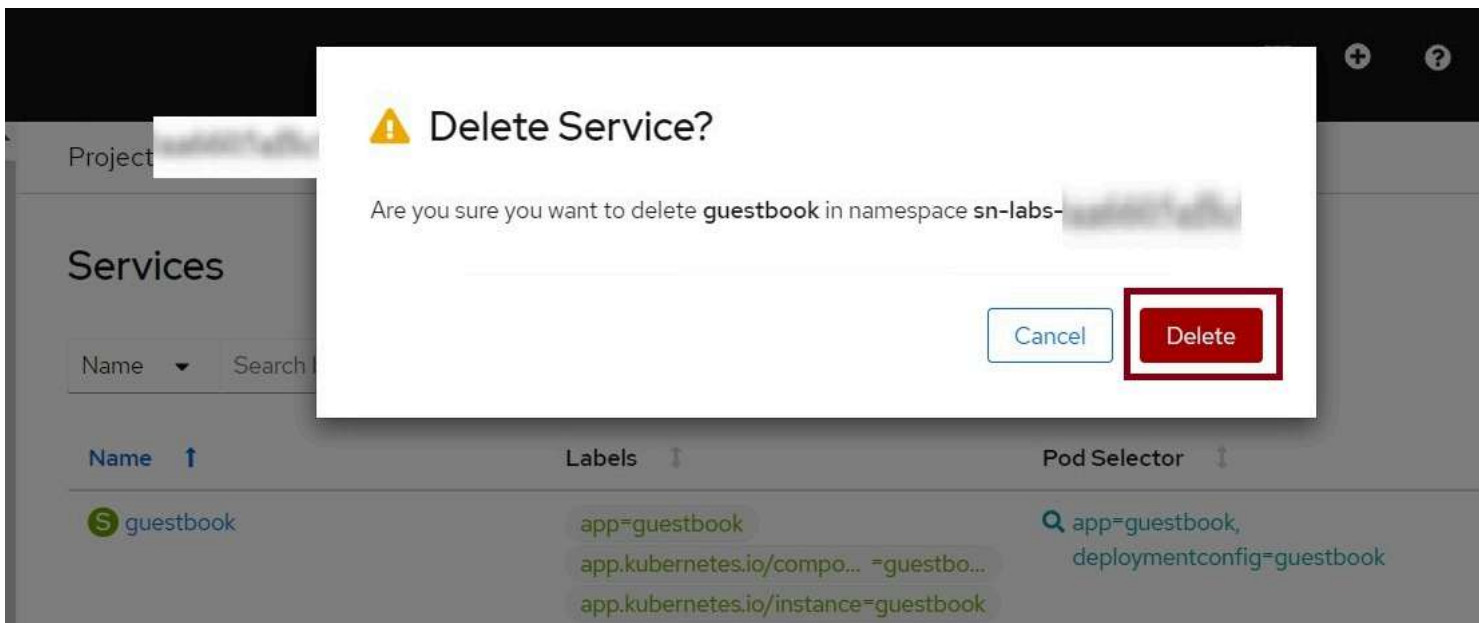 Project
Delete Service?
Are you sure you want to delete guestbook in namespace sn-labs-
Services
Cancel
Delete
Name
Search
Name
Labels
Pod Selector
S guestbook
app=guestbook
app.kubernetes.io/compo... =guestbo...
app.kubernetes.io/instance=guestbook
app=guestbook,
deploymentconfig=guestbook